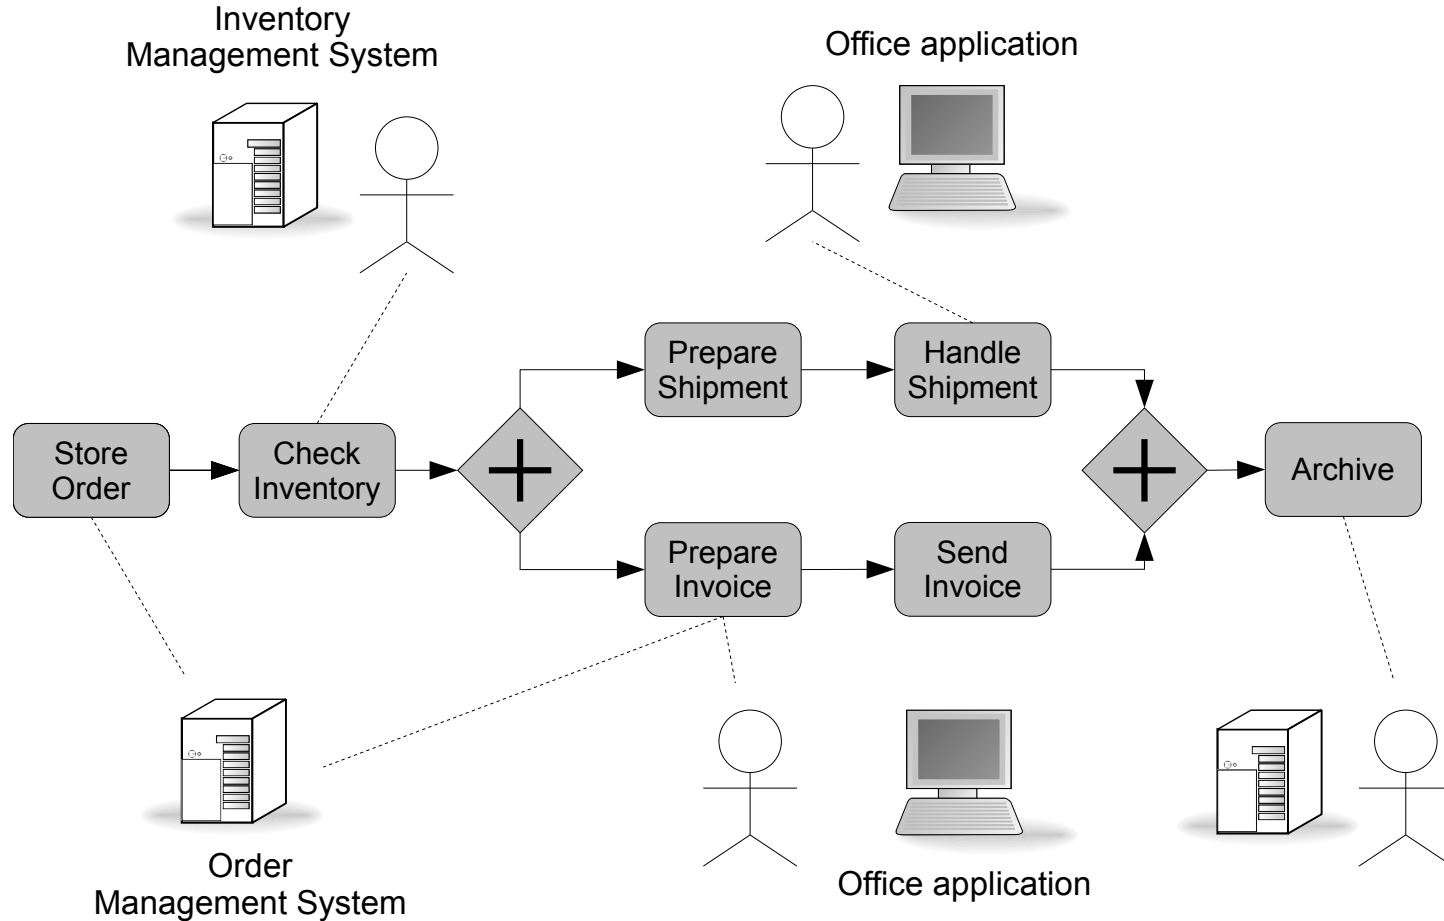 Inventory
Management System
Office application
Prepare
Shipment
Handle
Shipment
Store
Order
Check
Inventory
Archive
Prepare
Invoice
Send
Invoice
Order
Management System
Office application